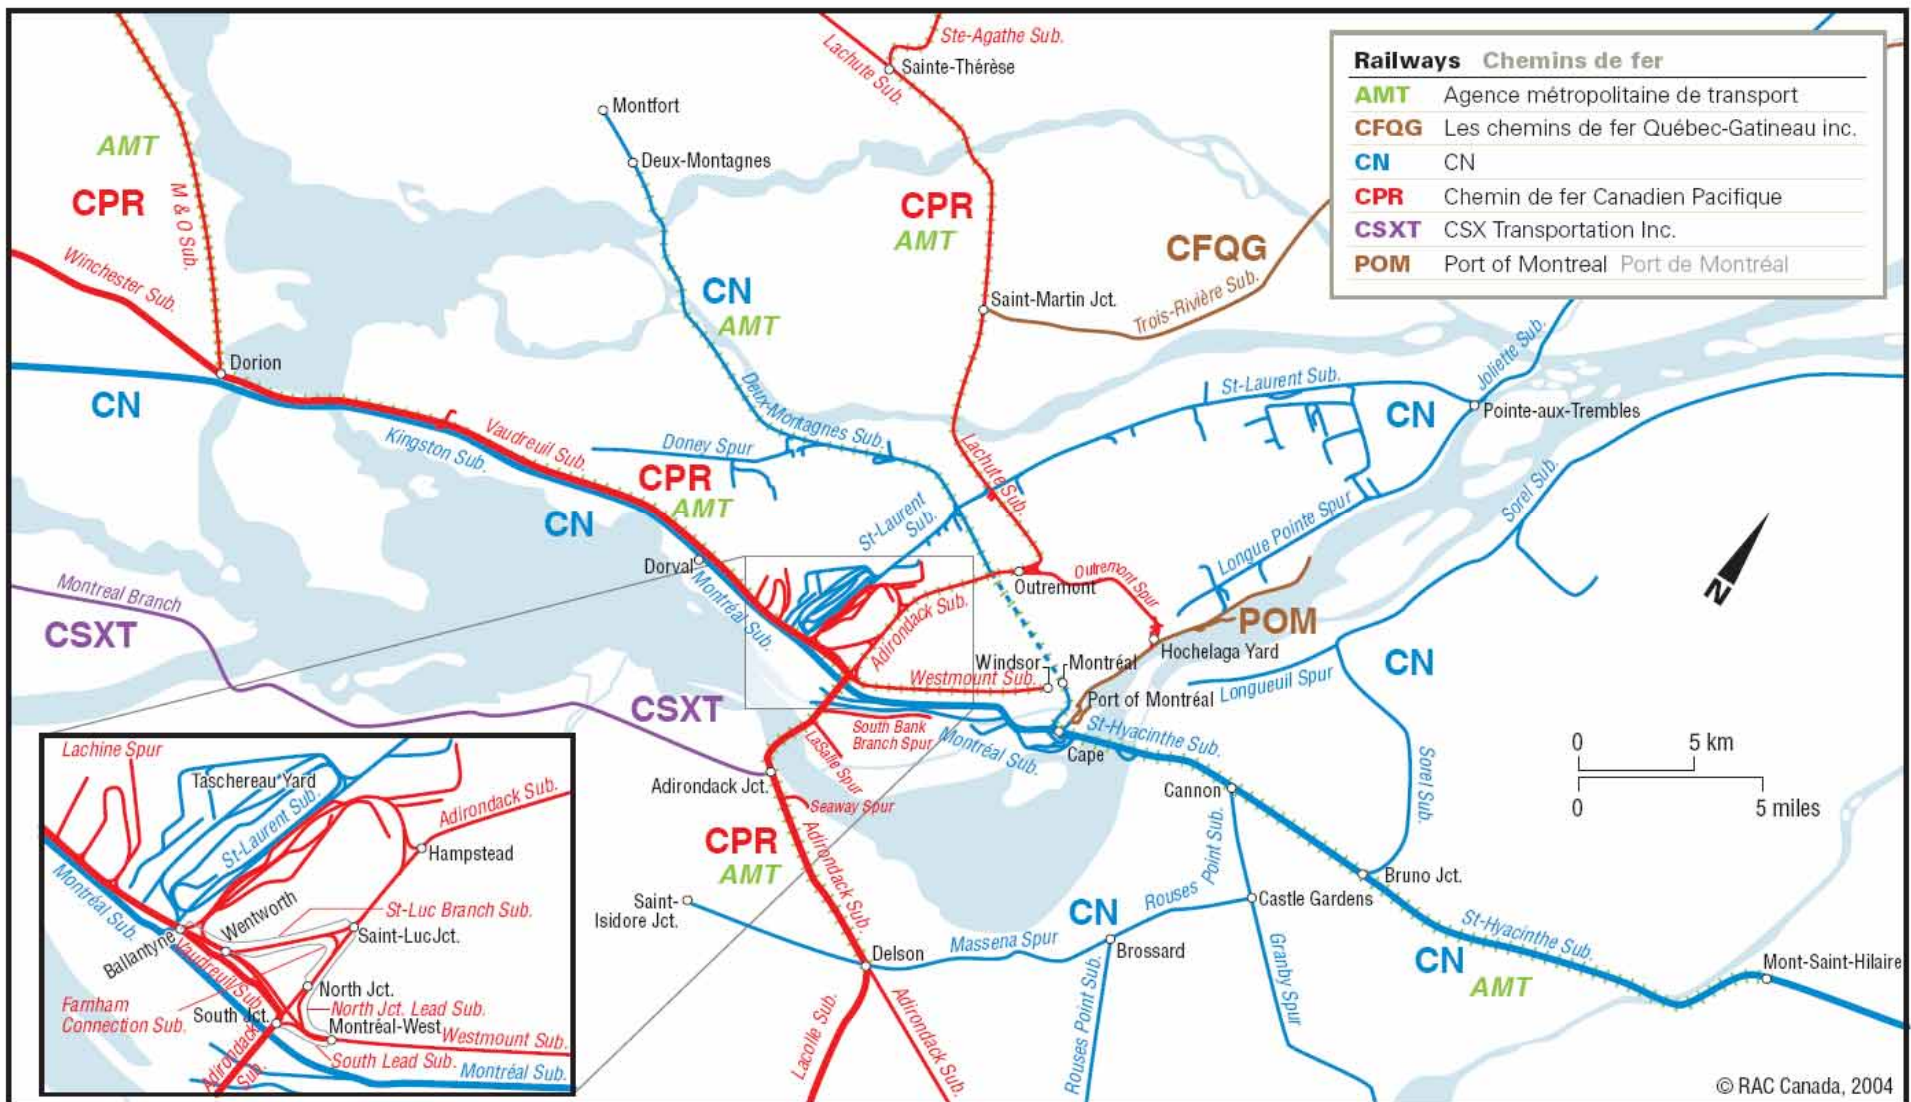 Railways Chemins de fer
AMT Agence métropolitaine de transport
CFQG Les chemins de fer Québec-Gatineau inc.
CN CN
CPR Chemin de fer Canadien Pacifique
CSXT CSX Transportation Inc.
POM Port of Montreal Port de Montréal
Ste-Agathe Sub.
Lachute Sub.
Sainte-Thérèse
Montfort
Deux-Montagnes
AMT
CPR
M & O Sub.
Winchester Sub.
CPR
AMT
CFQG
Trois-Rivière Sub.
CN
AMT
Saint-Martin Jct.
Dorion
CN
Joliette Sub.
St-Laurent Sub.
CN
Pointe-aux-Trembles
Deux-Montagnes Sub.
Doney Spur
Vaudreuil Sub.
Kingston Sub.
CPR
AMT
CN
Lachute Sub.
St-Laurent
Sub.
Longue Pointe Spur
Sorel Sub.
Dorval
Montréal Sub.
Outremont
Outremont Spur
Adirondack Sub.
POM
Hochelaga Yard
Montreal Branch
CSXT
CSXT
Windsor
Montréal
Westmount Sub.
Port of Montréal
Longueuil Spur
CN
N
South Bank
Branch Spur
LaSalle Spur
Montréal Sub.
St-Hyacinthe Sub.
Cape
Sorel Sub.
0 5 km
0 5 miles
Adirondack Jct.
Seaway Spur
Cannon
CPR
AMT
Adirondack Sub.
Rouses
Point Sub.
Bruno Jct.
Castle Gardens
Saint-
Isidore Jct.
CN
St-Hyacinthe Sub.
Massena Spur
Brossard
Delson
Granby Spur
CN
AMT
Mont-Saint-Hilaire
Lacolle Sub.
Adirondack Sub.
Rouses Point Sub.
Lachine Spur
Taschereau Yard
St-Laurent Sub.
Adirondack Sub.
Hampstead
Montréal Sub.
Wentworth
St-Luc Branch Sub.
Saint-Luc Jct.
Ballantyne
Vaudreuil Sub.
North Jct.
Farnham
Connection Sub.
South Jct.
North Jct. Lead Sub.
Montréal-West
Westmount Sub.
South Lead Sub.
Adirondack
Sub.
Montréal Sub.
© RAC Canada, 2004